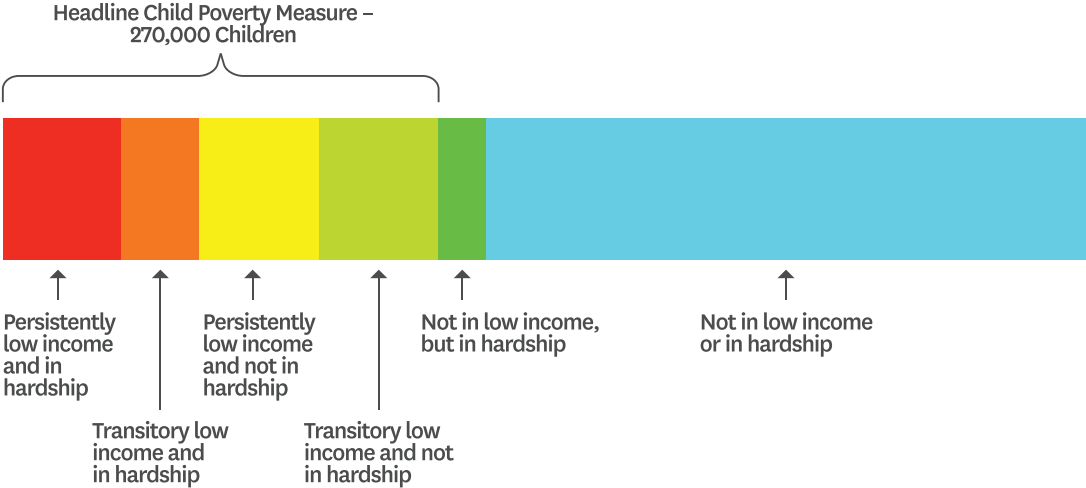 Headline Child Poverty Measure –
270,000 Children
Persistently
low income
and in
hardship
Transitory low
income and
in hardship
Persistently
low income
and not in
hardship
Transitory low
income and not
in hardship
Not in low income,
but in hardship
Not in low income
or in hardship